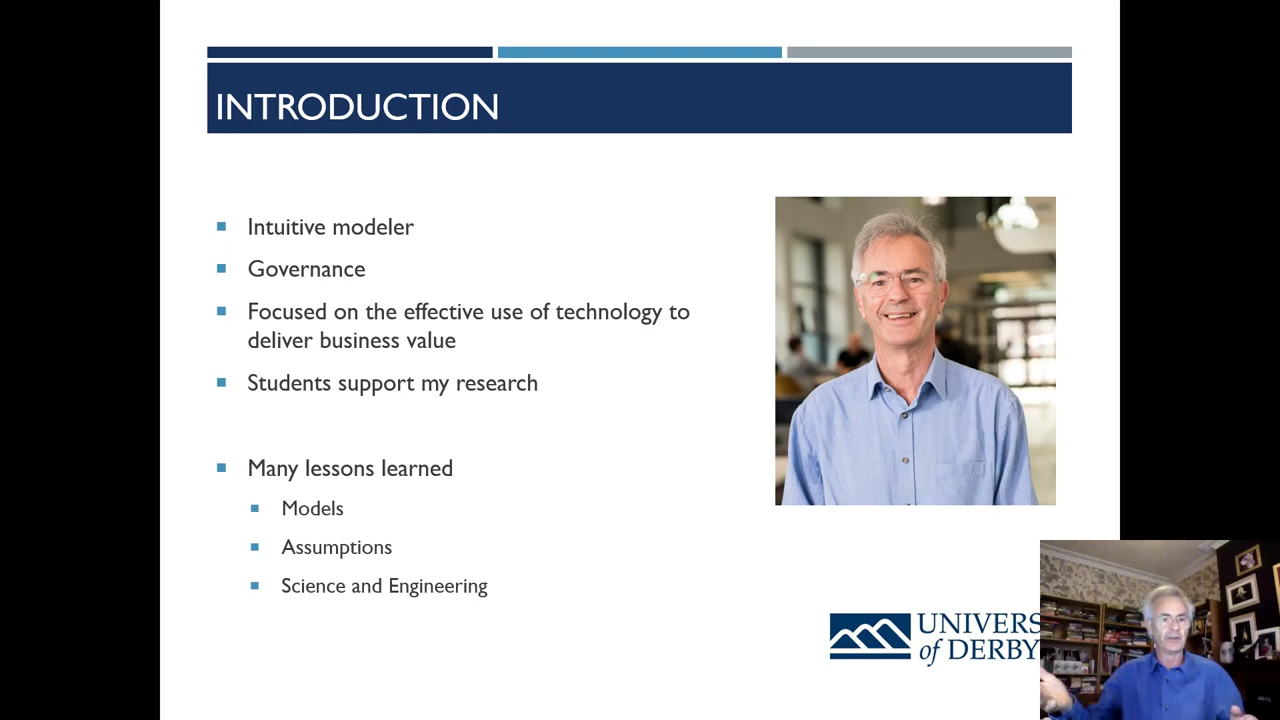 INTRODUCTION
Intuitive modeler
Governance
Focused on the effective use of technology to
deliver business value
Students support my research
Many lessons learned
Models
Assumptions
Science and Engineering
UNIVERS
of DERBY